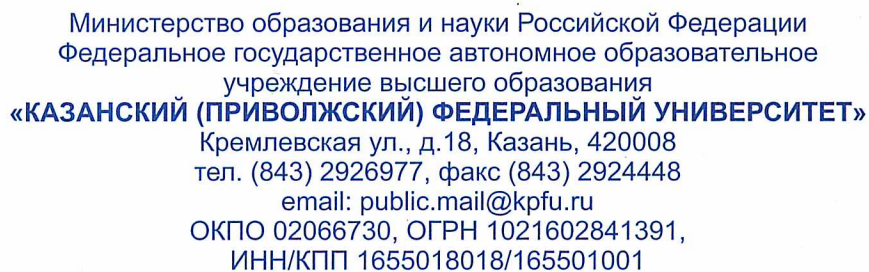 Министерство образования и науки Российской Федерации
Федеральное государственное автономное образовательное
учреждение высшего образования
«КАЗАНСКИЙ (ПРИВОЛЖСКИЙ) ФЕДЕРАЛЬНЫЙ УНИВЕРСИТЕТ»
Кремлевская ул., д.18, Казань, 420008
тел. (843) 2926977, факс (843) 2924448
email: public.mail@kpfu.ru
ОКПО 02066730, ОГРН 1021602841391,
ИНН/КПП 1655018018/165501001